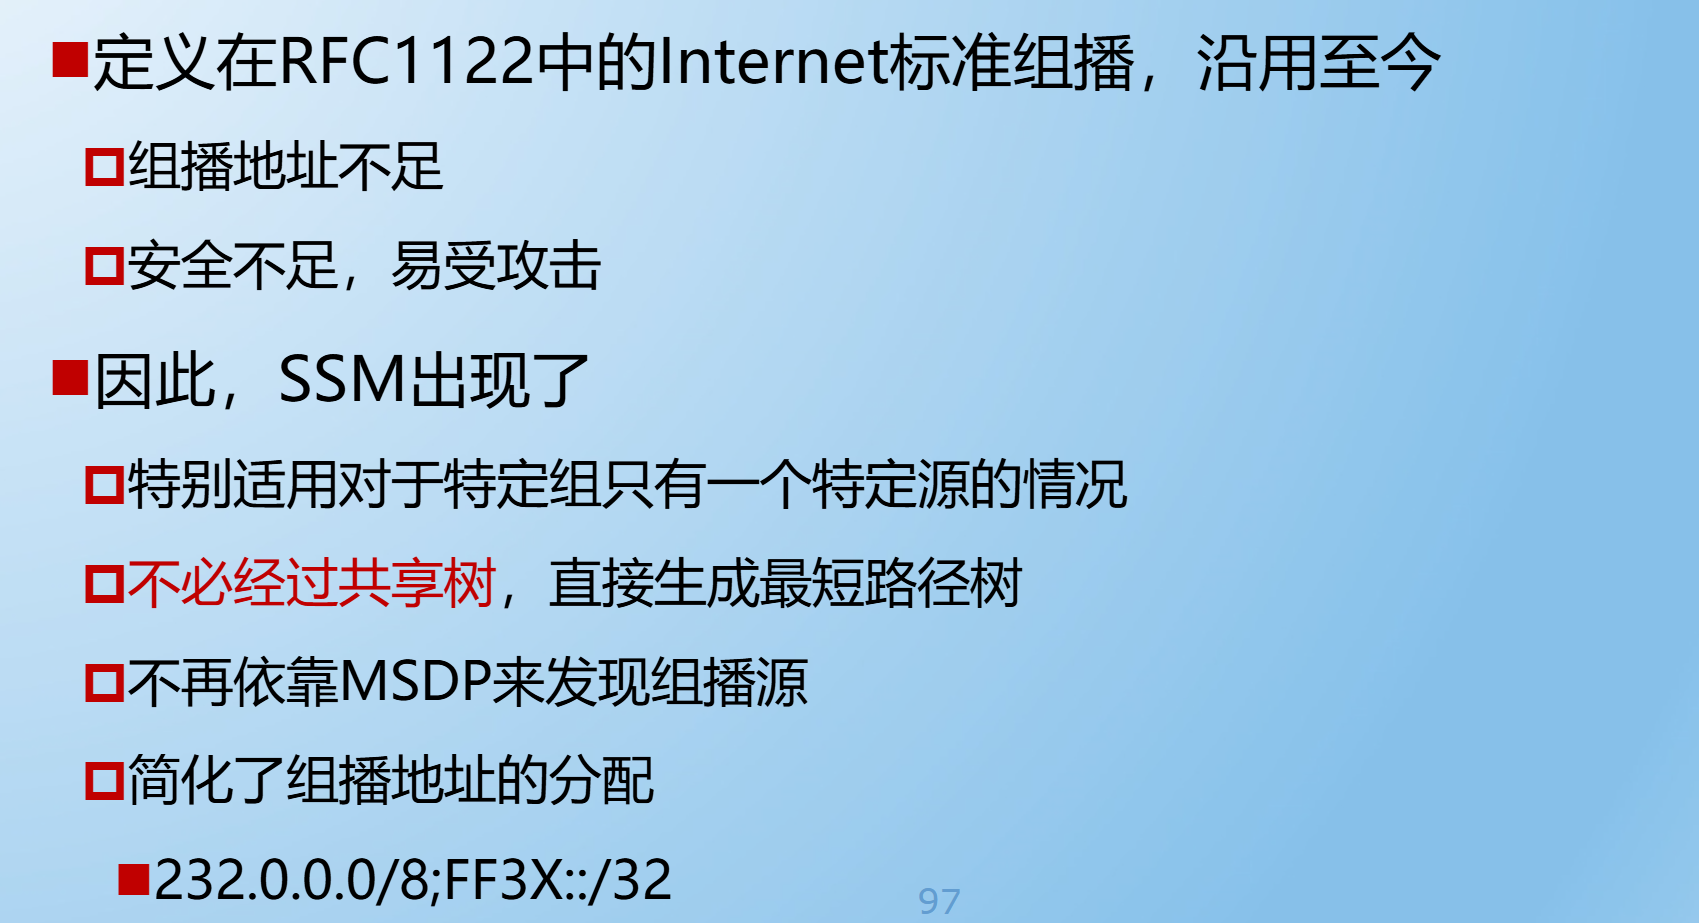 定义在RFC1122中的Internet标准组播，沿用至今
组播地址不足
安全不足，易受攻击
因此，SSM出现了
特别适用对于特定组只有一个特定源的情况
不必经过共享树，直接生成最短路径树
不再依靠MSDP来发现组播源
简化了组播地址的分配
232.0.0.0/8;FF3X::/32
97